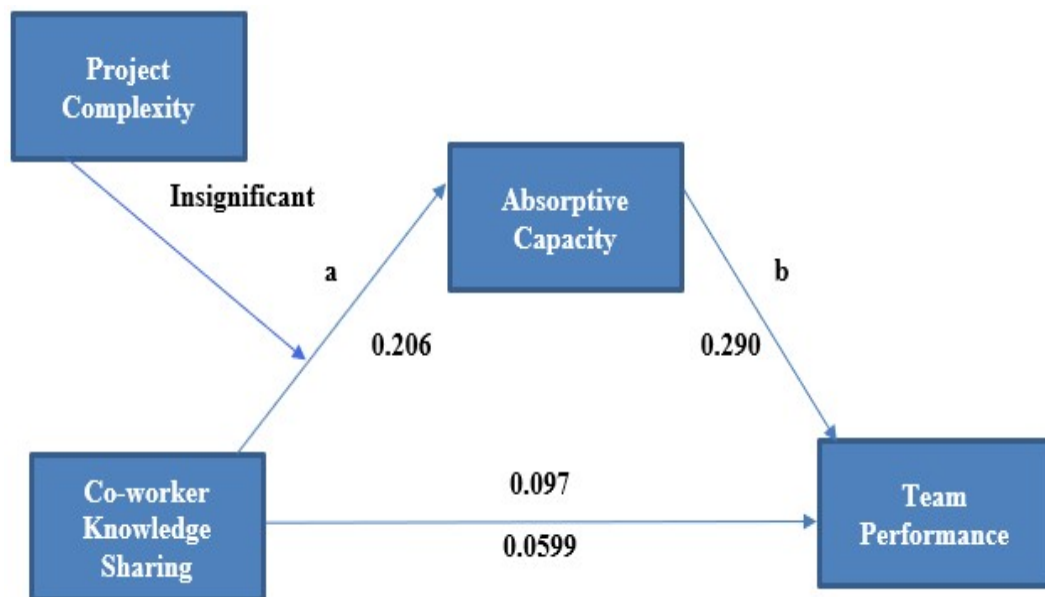 Project
Complexity
Insignificant
Absorptive
Capacity
a
b
0.206
0.290
Co-worker
Knowledge
Sharing
0.097
0.0599
Team
Performance